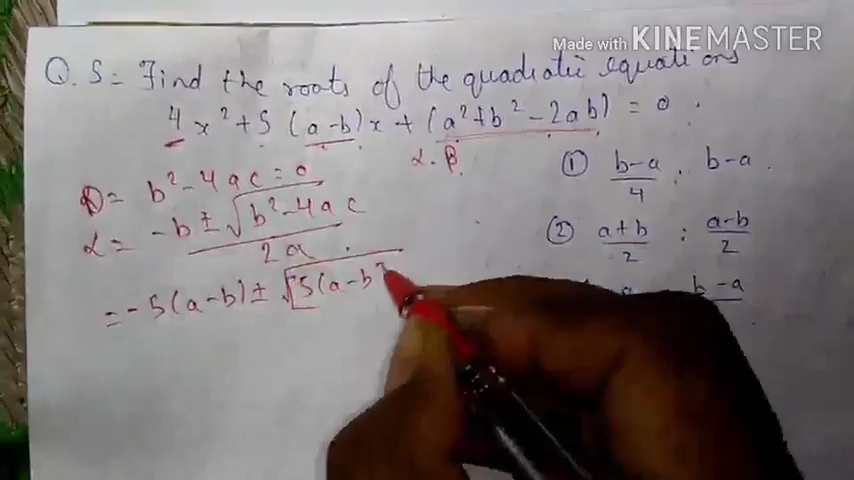 Made with KINEMASTER
Q.5= Find the roots of the quadratic equations
4x² + 5 (a-b)x + (a²+b²-2ab) = 0.
α.β
① b-a/4 , b-a
② a+b/2 ; a-b/2
b-a
D = b²-4ac = 0
α = -b ± √b²-4ac / 2a
= -5(a-b) ± √5(a-b